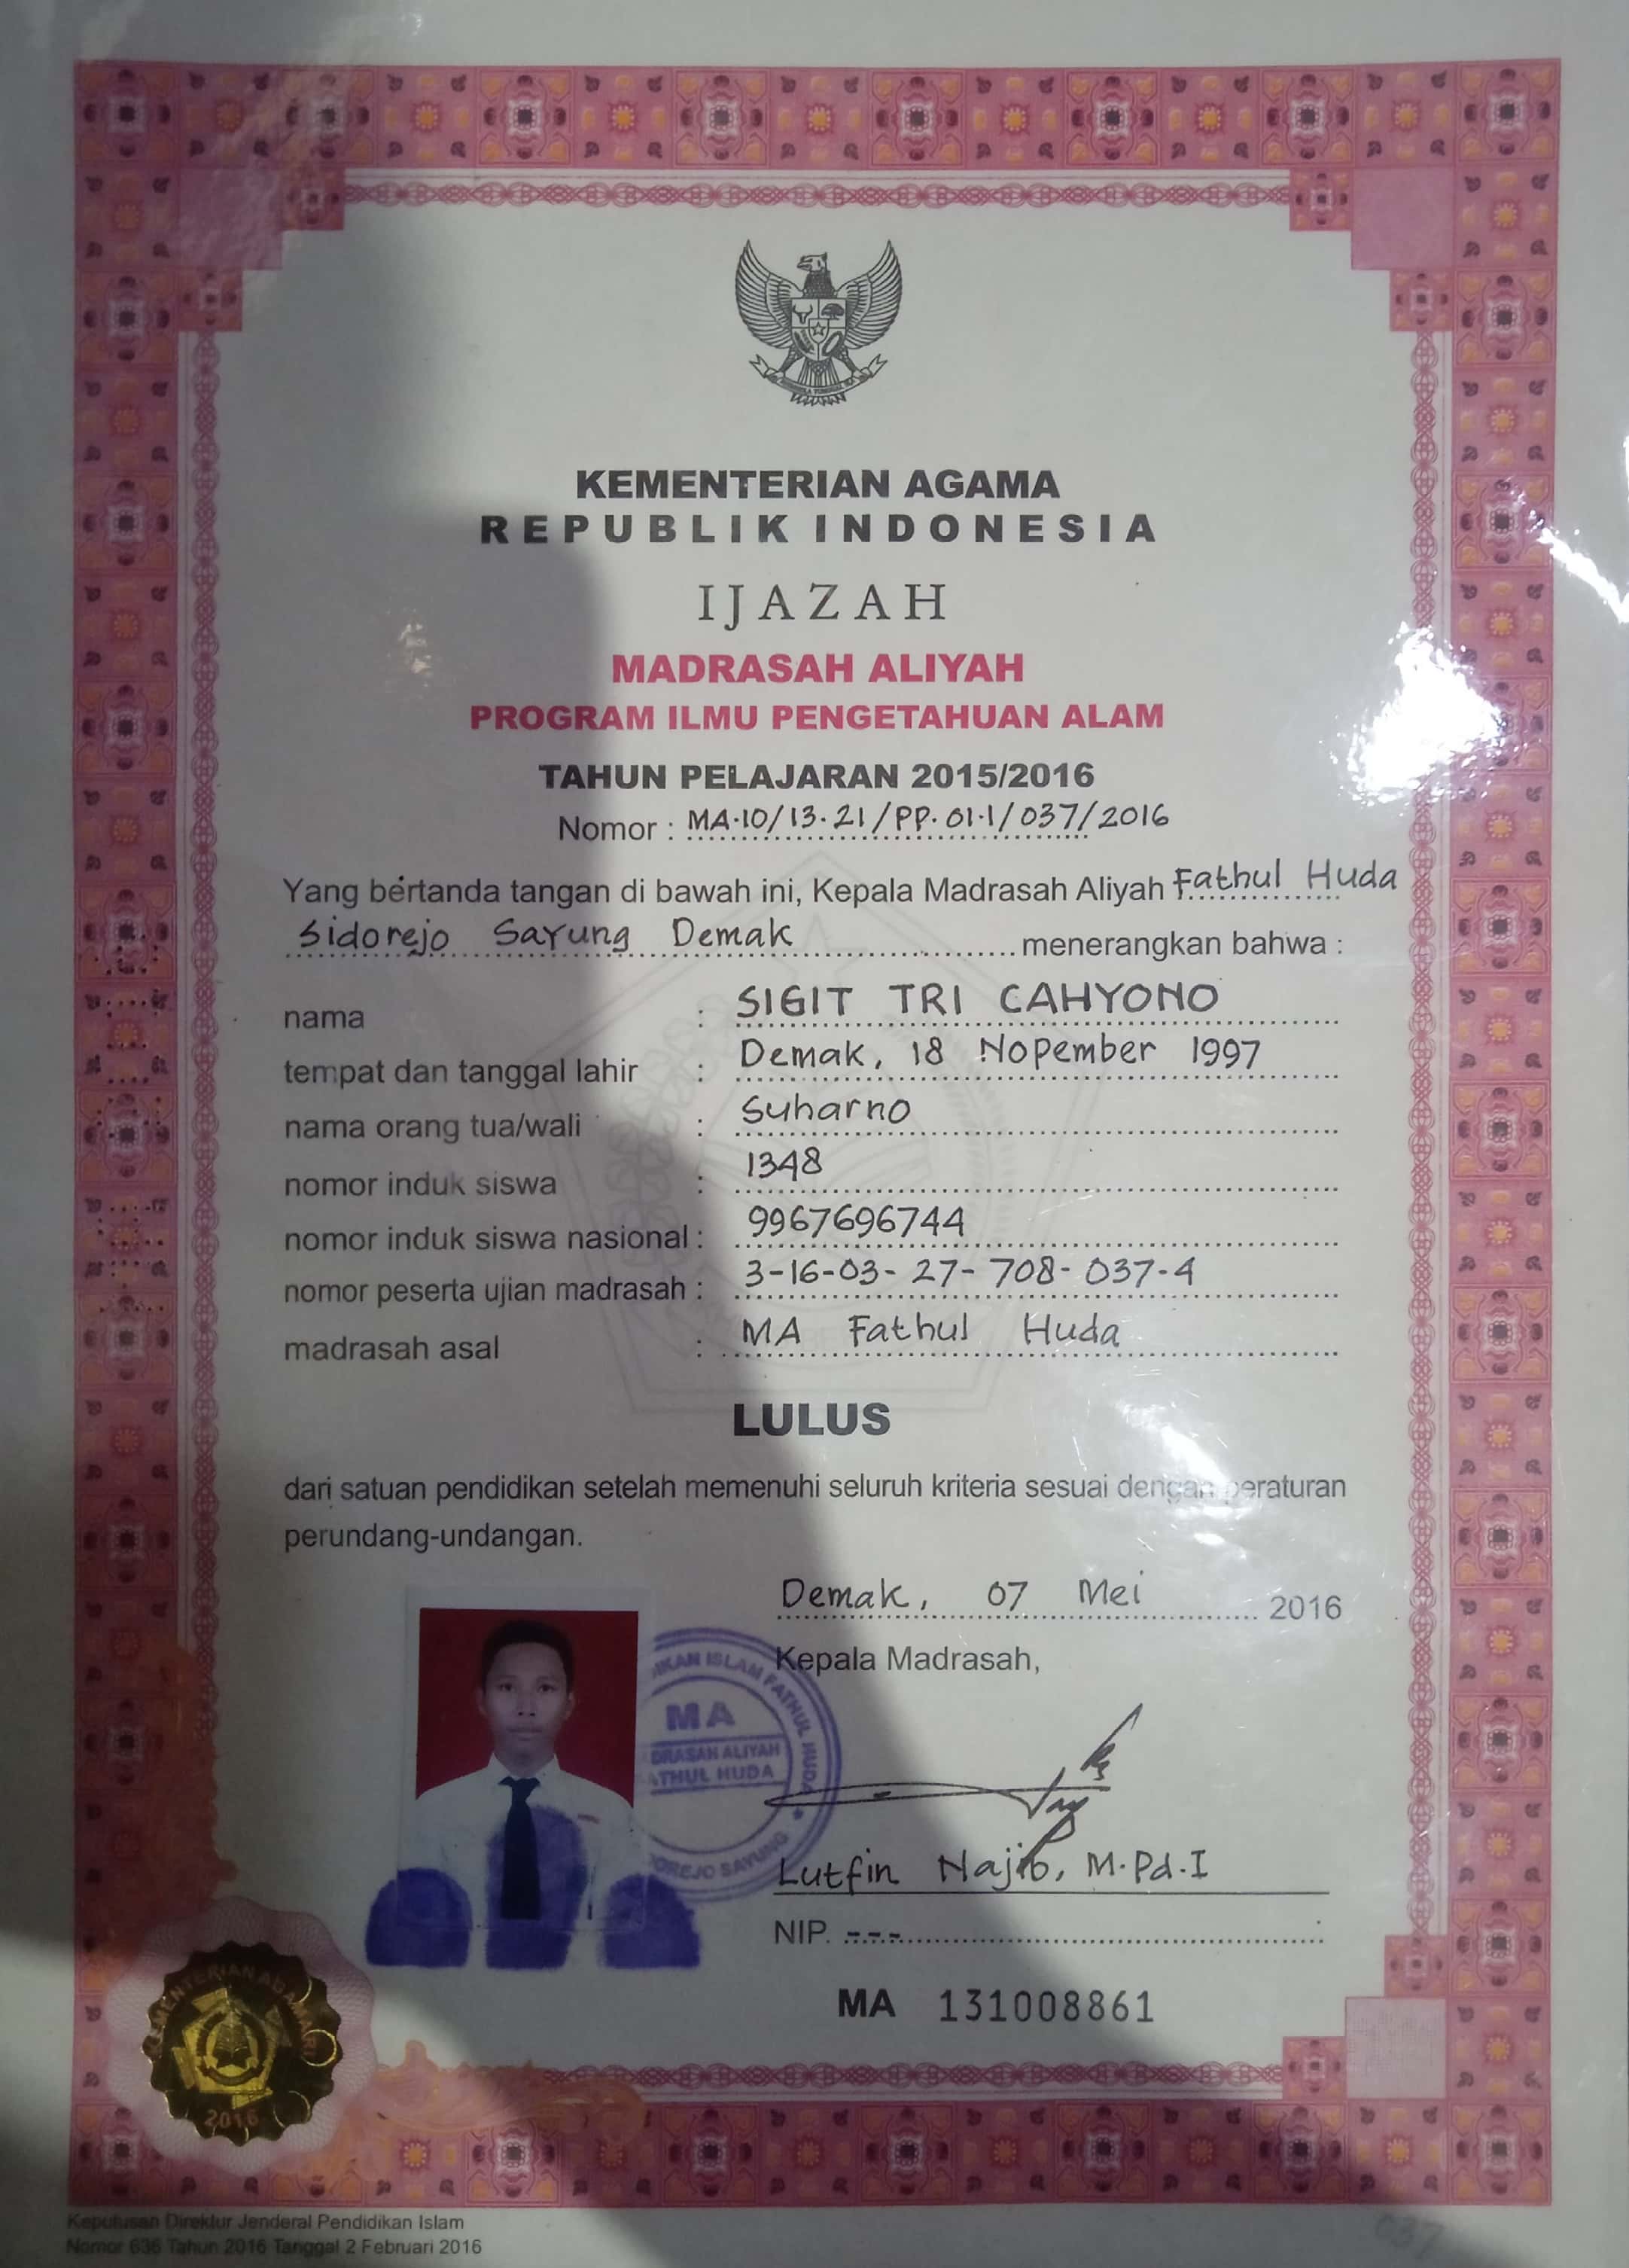 KEMENTERIAN AGAMA
REPUBLIK INDONESIA
IJAZAH
MADRASAH ALIYAH
PROGRAM ILMU PENGETAHUAN ALAM
TAHUN PELAJARAN 2015/2016
Nomor : MA.10/13.21/PP.01.1/037/2016
Yang bertanda tangan di bawah ini, Kepala Madrasah Aliyah Fathul Huda
Sidorejo Sayung Demak menerangkan bahwa :
nama : SIGIT TRI CAHYONO
tempat dan tanggal lahir : Demak, 18 Nopember 1997
nama orang tua/wali : Suharno
nomor induk siswa : 1348
nomor induk siswa nasional : 9967696744
nomor peserta ujian madrasah : 3-16-03-27-708-037-4
madrasah asal : MA Fathul Huda
LULUS
dari satuan pendidikan setelah memenuhi seluruh kriteria sesuai dengan peraturan
perundang-undangan.
Demak, 07 Mei 2016
Kepala Madrasah,
ISLAM FATHUL HUDA
MA
ALIYAH
HUDA
SAYUNG
Lutfin Najib, M.Pd.I
NIP. ---
MA 131008861
KEMENTERIAN AGAMA RI
2016
Keputusan Direktur Jenderal Pendidikan Islam
Nomor 636 Tahun 2016 Tanggal 2 Februari 2016
037